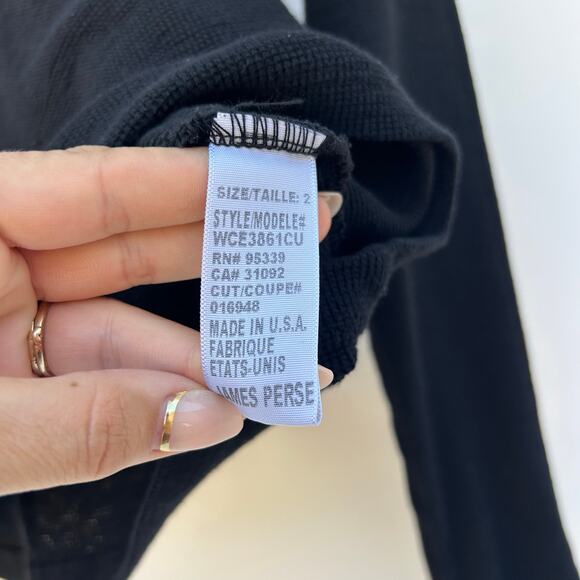 SIZE/TAILLE: 2
STYLE/MODELE#
WCE3861CU
RN# 95339
CA# 31092
CUT/COUPE#
016948
MADE IN U.S.A.
FABRIQUE
ETATS-UNIS
JAMES PERSE